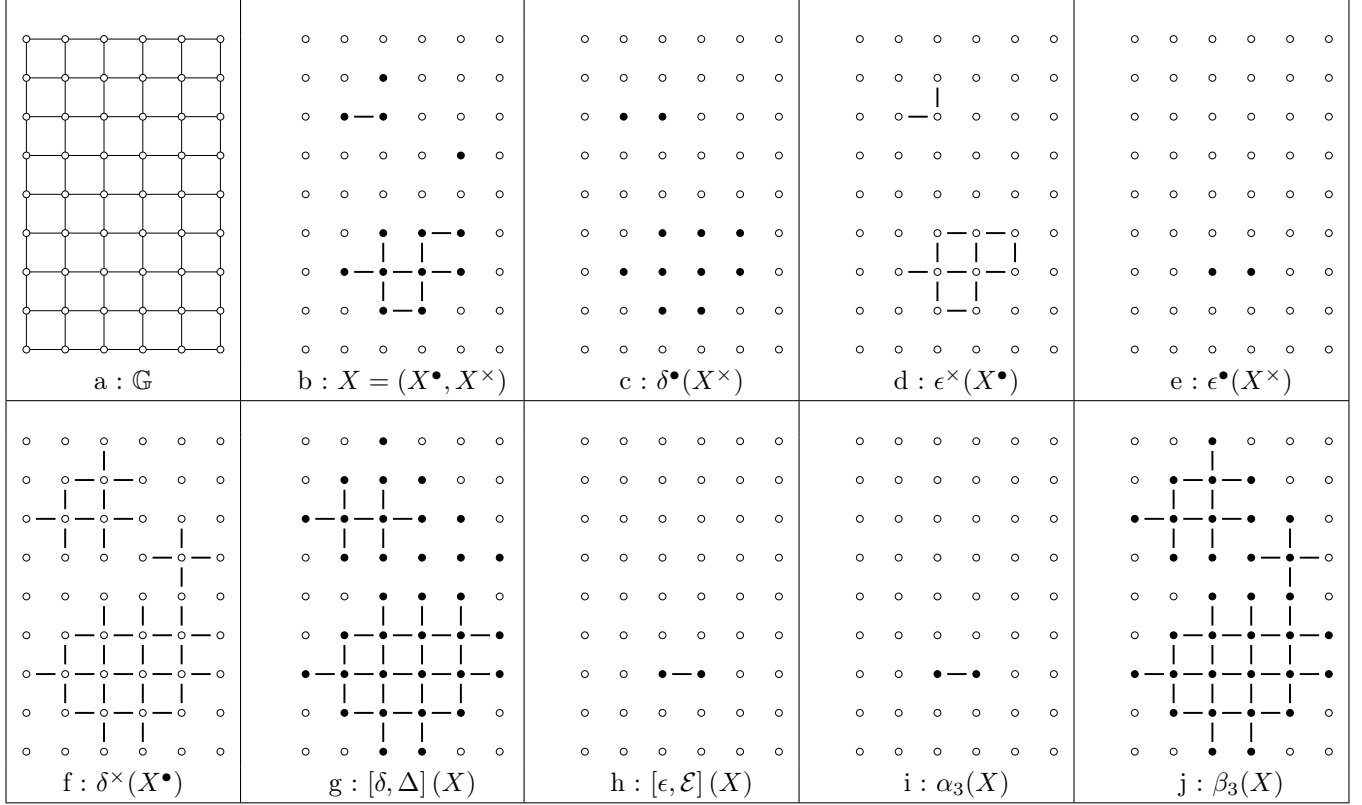 a : 𝔾
b : X = (X•, X×)
c : δ•(X×)
d : ϵ×(X•)
e : ϵ•(X×)
f : δ×(X•)
g : [δ, Δ] (X)
h : [ϵ, ℰ] (X)
i : α₃(X)
j : β₃(X)